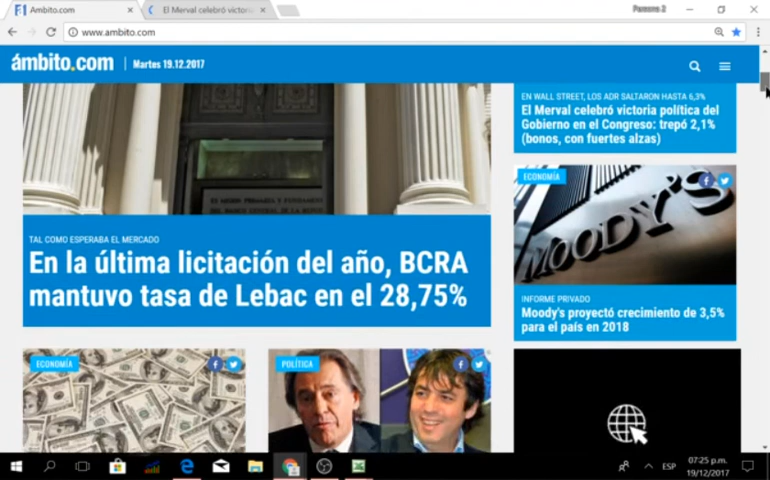 Ambito.com
El Merval celebró victoria
Persona 2
www.ambito.com
ámbito.com
Martes 19.12.2017
TAL COMO ESPERABA EL MERCADO
En la última licitación del año, BCRA
mantuvo tasa de Lebac en el 28,75%
EN WALL STREET, LOS ADR SALTARON HASTA 6,3%
El Merval celebró victoria política del
Gobierno en el Congreso: trepó 2,1%
(bonos, con fuertes alzas)
ECONOMÍA
MOODY'S
INFORME PRIVADO
Moody's proyectó crecimiento de 3,5%
para el país en 2018
ECONOMÍA
POLÍTICA
ESP
07:25 p.m.
19/12/2017